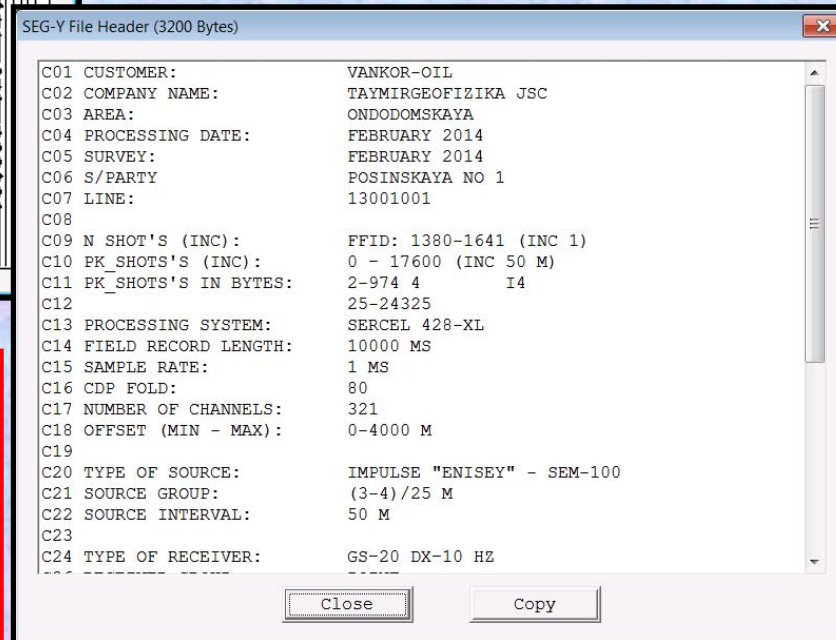 SEG-Y File Header (3200 Bytes)
C01 CUSTOMER: VANKOR-OIL
C02 COMPANY NAME: TAYMIRGEOFIZIKA JSC
C03 AREA: ONDODOMSKAYA
C04 PROCESSING DATE: FEBRUARY 2014
C05 SURVEY: FEBRUARY 2014
C06 S/PARTY POSINSKAYA NO 1
C07 LINE: 13001001
C08
C09 N SHOT'S (INC): FFID: 1380-1641 (INC 1)
C10 PK_SHOTS'S (INC): 0 - 17600 (INC 50 M)
C11 PK_SHOTS'S IN BYTES: 2-974 4 I4
C12 25-24325
C13 PROCESSING SYSTEM: SERCEL 428-XL
C14 FIELD RECORD LENGTH: 10000 MS
C15 SAMPLE RATE: 1 MS
C16 CDP FOLD: 80
C17 NUMBER OF CHANNELS: 321
C18 OFFSET (MIN - MAX): 0-4000 M
C19
C20 TYPE OF SOURCE: IMPULSE "ENISEY" - SEM-100
C21 SOURCE GROUP: (3-4)/25 M
C22 SOURCE INTERVAL: 50 M
C23
C24 TYPE OF RECEIVER: GS-20 DX-10 HZ
Close Copy